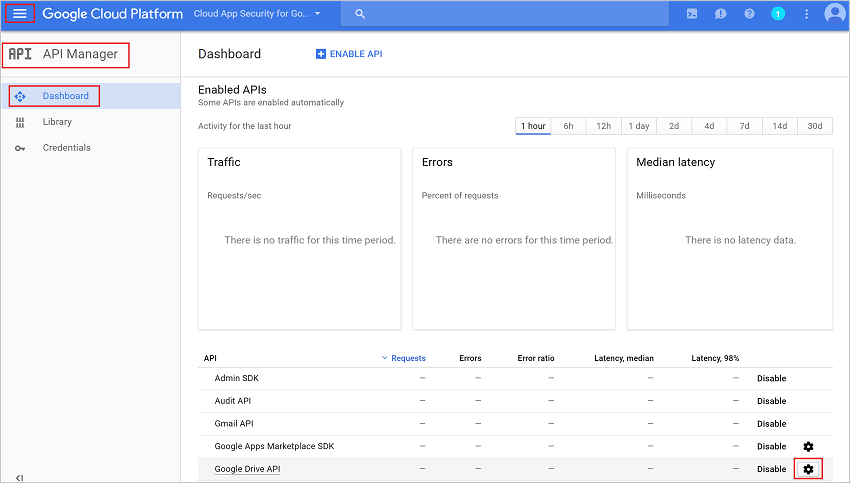 Google Cloud Platform Cloud App Security for Go... 1
API API Manager
Dashboard ENABLE API
Dashboard
Library
Credentials
Enabled APIs
Some APIs are enabled automatically
Activity for the last hour 1 hour 6h 12h 1 day 2d 4d 7d 14d 30d
Traffic
Requests/sec
There is no traffic for this time period.
Errors
Percent of requests
There are no errors for this time period.
Median latency
Milliseconds
There is no latency data.
API Requests Errors Error ratio Latency, median Latency, 98%
Admin SDK — — — — — Disable
Audit API — — — — — Disable
Gmail API — — — — — Disable
Google Apps Marketplace SDK — — — — — Disable
Google Drive API — — — — — Disable